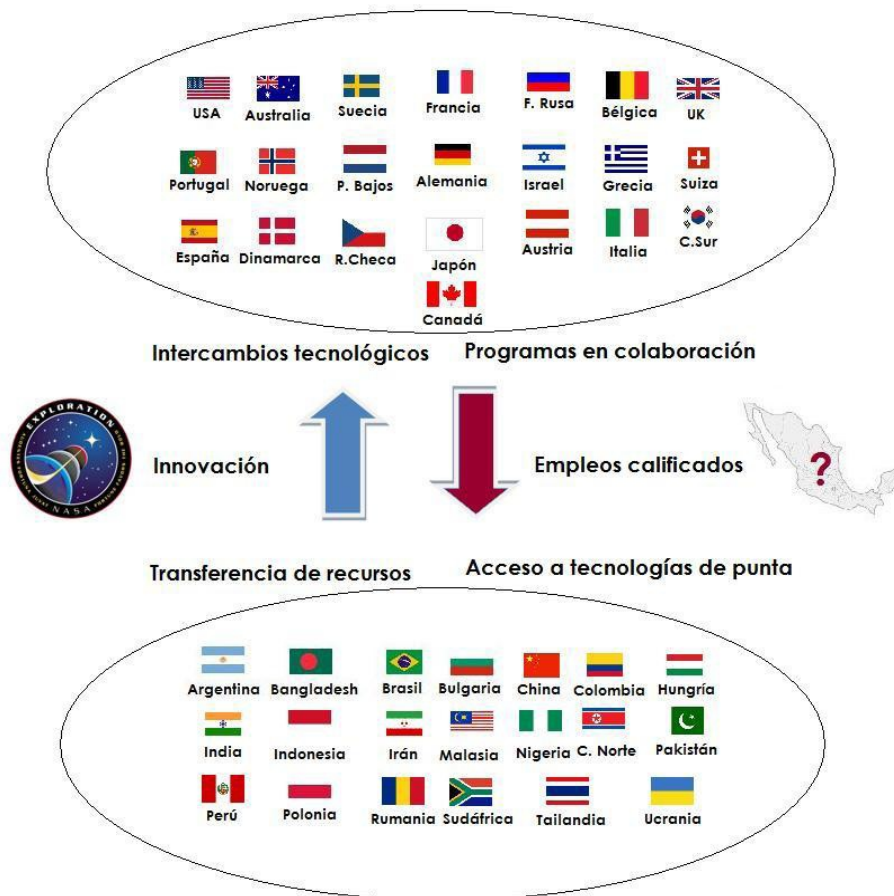 USA Australia Suecia Francia F. Rusa Bélgica UK
Portugal Noruega P. Bajos Alemania Israel Grecia Suiza
España Dinamarca R.Checa Japón Austria Italia C.Sur
Canadá
Intercambios tecnológicos Programas en colaboración
EXPLORATION
NASA
Innovación Empleos calificados ?
Transferencia de recursos Acceso a tecnologías de punta
Argentina Bangladesh Brasil Bulgaria China Colombia Hungría
India Indonesia Irán Malasia Nigeria C. Norte Pakistán
Perú Polonia Rumania Sudáfrica Tailandia Ucrania